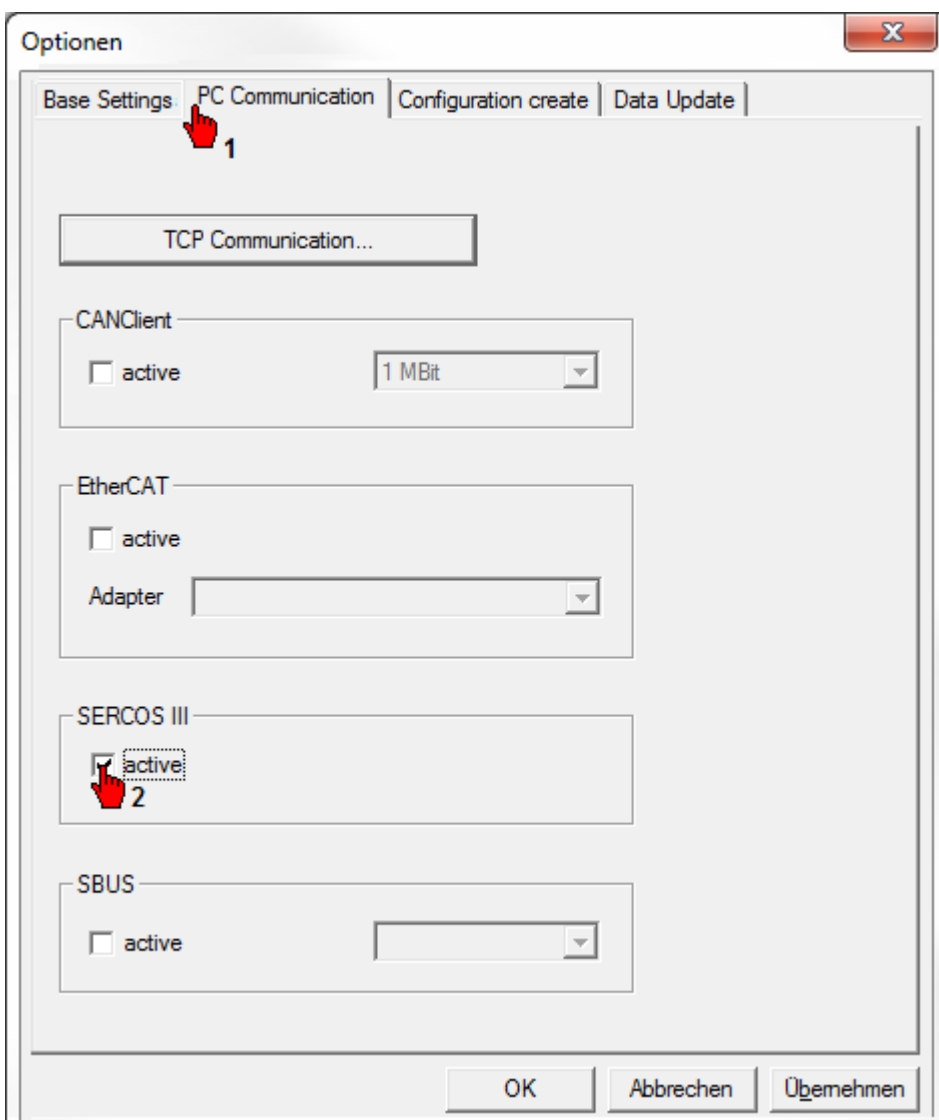 Optionen
Base Settings PC Communication Configuration create Data Update
1
TCP Communication...
CANClient
active 1 MBit
EtherCAT
active
Adapter
SERCOS III
active
2
SBUS
active
OK Abbrechen Übernehmen